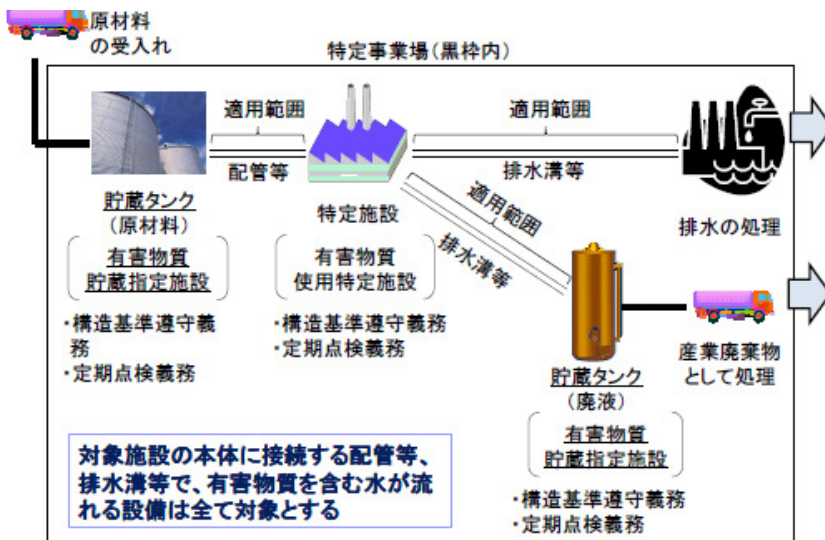 原材料
の受入れ
特定事業場(黒枠内)
適用範囲
適用範囲
配管等
排水溝等
適用範囲
排水溝等
貯蔵タンク
(原材料)
特定施設
排水の処理
有害物質
貯蔵指定施設
有害物質
使用特定施設
・構造基準遵守義
務
・定期点検義務
・構造基準遵守義務
・定期点検義務
産業廃棄物
として処理
貯蔵タンク
(廃液)
有害物質
貯蔵指定施設
・構造基準遵守義務
・定期点検義務
対象施設の本体に接続する配管等、
排水溝等で、有害物質を含む水が流
れる設備は全て対象とする